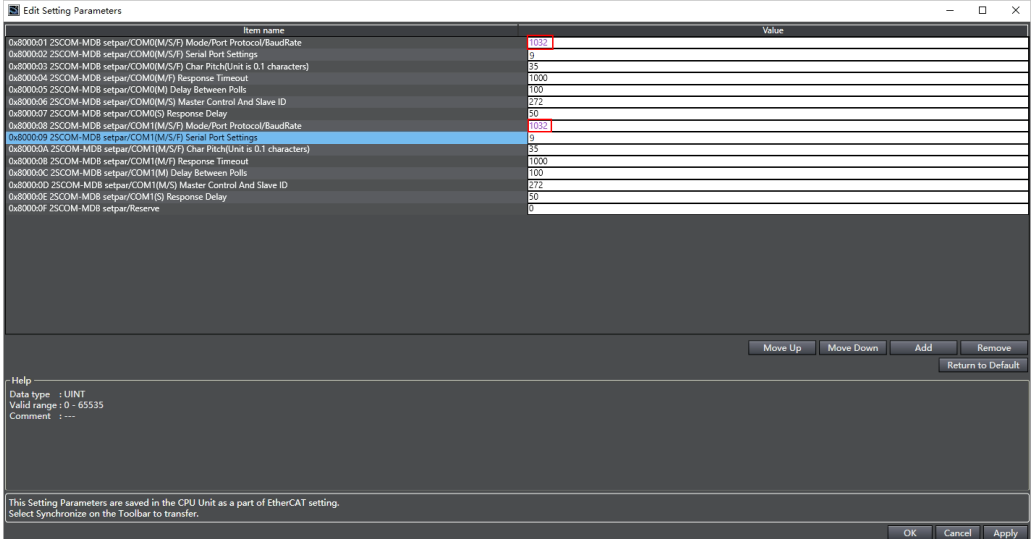 Edit Setting Parameters
Item name Value
0x8000:01 2SCOM-MDB setpar/COM0(M/S/F) Mode/Port Protocol/BaudRate 1032
0x8000:02 2SCOM-MDB setpar/COM0(M/S/F) Serial Port Settings 9
0x8000:03 2SCOM-MDB setpar/COM0(M/S/F) Char Pitch(Unit is 0.1 characters) 35
0x8000:04 2SCOM-MDB setpar/COM0(M/F) Response Timeout 1000
0x8000:05 2SCOM-MDB setpar/COM0(M) Delay Between Polls 100
0x8000:06 2SCOM-MDB setpar/COM0(M/S) Master Control And Slave ID 272
0x8000:07 2SCOM-MDB setpar/COM0(S) Response Delay 50
0x8000:08 2SCOM-MDB setpar/COM1(M/S/F) Mode/Port Protocol/BaudRate 1032
0x8000:09 2SCOM-MDB setpar/COM1(M/S/F) Serial Port Settings 9
0x8000:0A 2SCOM-MDB setpar/COM1(M/S/F) Char Pitch(Unit is 0.1 characters) 35
0x8000:0B 2SCOM-MDB setpar/COM1(M/F) Response Timeout 1000
0x8000:0C 2SCOM-MDB setpar/COM1(M) Delay Between Polls 100
0x8000:0D 2SCOM-MDB setpar/COM1(M/S) Master Control And Slave ID 272
0x8000:0E 2SCOM-MDB setpar/COM1(S) Response Delay 50
0x8000:0F 2SCOM-MDB setpar/Reserve 0
Move Up Move Down Add Remove
Return to Default
Help
Data type : UINT
Valid range : 0 - 65535
Comment : ---
This Setting Parameters are saved in the CPU Unit as a part of EtherCAT setting.
Select Synchronize on the Toolbar to transfer.
OK Cancel Apply